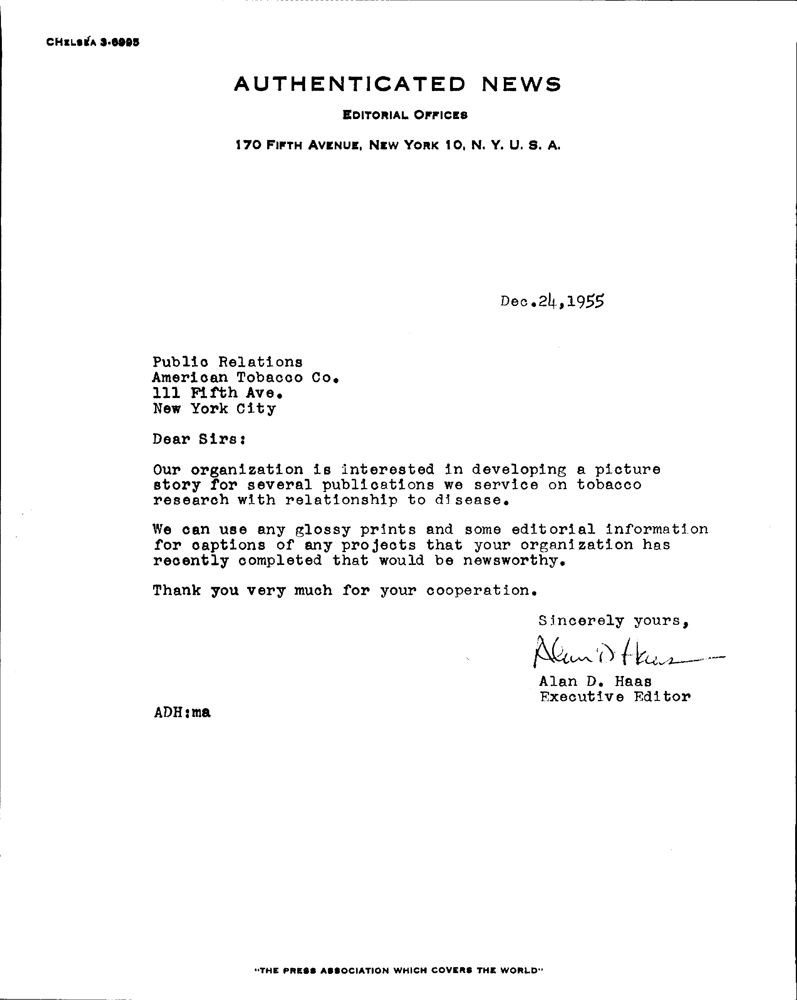 CHELSEA 3-6995
AUTHENTICATED NEWS
EDITORIAL OFFICES
170 FIFTH AVENUE, NEW YORK 10, N. Y. U. S. A.
Dec.24,1955
Public Relations
American Tobacco Co.
111 Fifth Ave.
New York City
Dear Sirs:
Our organization is interested in developing a picture
story for several publications we service on tobacco
research with relationship to disease.
We can use any glossy prints and some editorial information
for captions of any projects that your organization has
recently completed that would be newsworthy.
Thank you very much for your cooperation.
Sincerely yours,
Alan D Haas
Alan D. Haas
Executive Editor
ADH:ma
"THE PRESS ASSOCIATION WHICH COVERS THE WORLD"